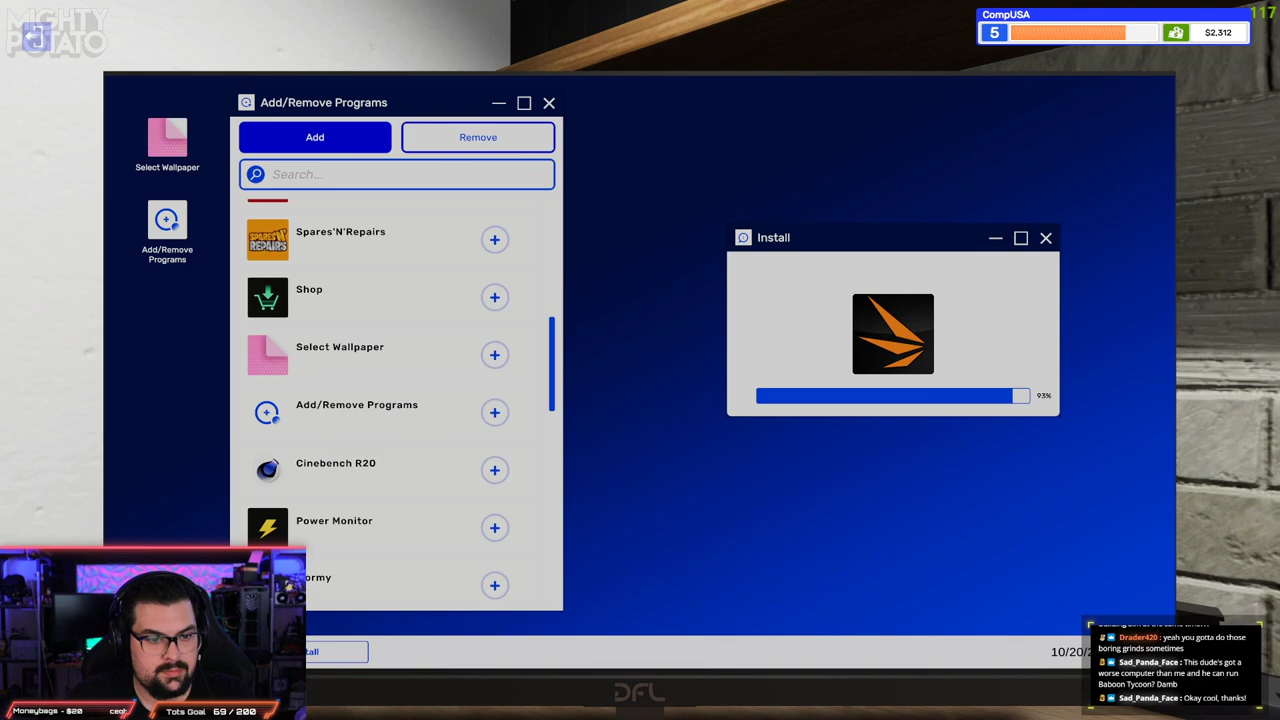 MIGHTY
POTATO
117
CompUSA
5
$2,312
Add/Remove Programs
Add
Remove
Search...
Select Wallpaper
Add/Remove
Programs
Spares'N'Repairs
SPARES'N'
REPAIRS
Shop
Select Wallpaper
Add/Remove Programs
Cinebench R20
Power Monitor
ormy
Install
93%
tall
10/20/2
DFL
Drader420 : yeah you gotta do those
boring grinds sometimes
Sad_Panda_Face : This dude's got a
worse computer than me and he can run
Baboon Tycoon? Damb
Sad_Panda_Face : Okay cool, thanks!
Moneybags - $20
Tots Goal 69 / 200